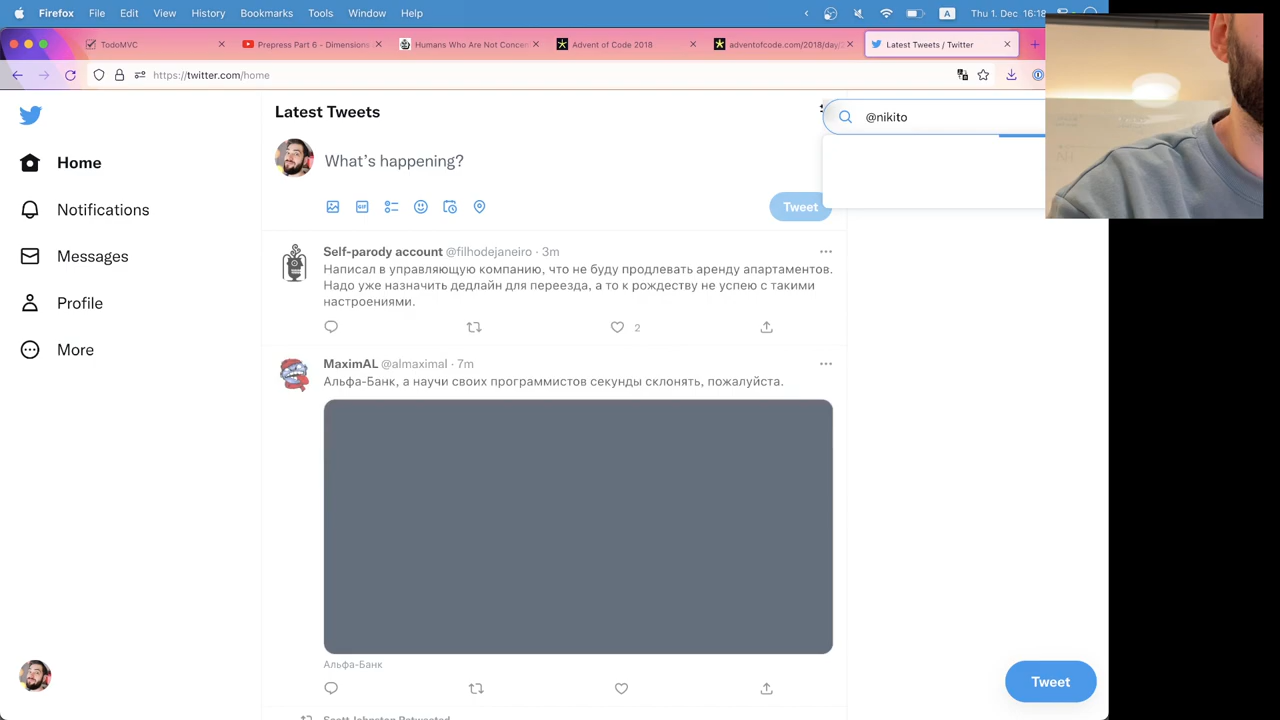 Firefox File Edit View History Bookmarks Tools Window Help
A Thu 1. Dec 16:18
TodoMVC
Prepress Part 6 - Dimensions
Humans Who Are Not Concen
Advent of Code 2018
adventofcode.com/2018/day/
Latest Tweets / Twitter
https://twitter.com/home
Latest Tweets
@nikito
What's happening?
Home
Notifications
Messages
Profile
More
GIF
Tweet
Self-parody account @filhodejaneiro · 3m
Написал в управляющую компанию, что не буду продлевать аренду апартаментов.
Надо уже назначить дедлайн для переезда, а то к рождеству не успею с такими
настроениями.
2
MaximAL @almaximal · 7m
Альфа-Банк, а научи своих программистов секунды склонять, пожалуйста.
Альфа-Банк
Tweet
Scott Johnston Retweeted